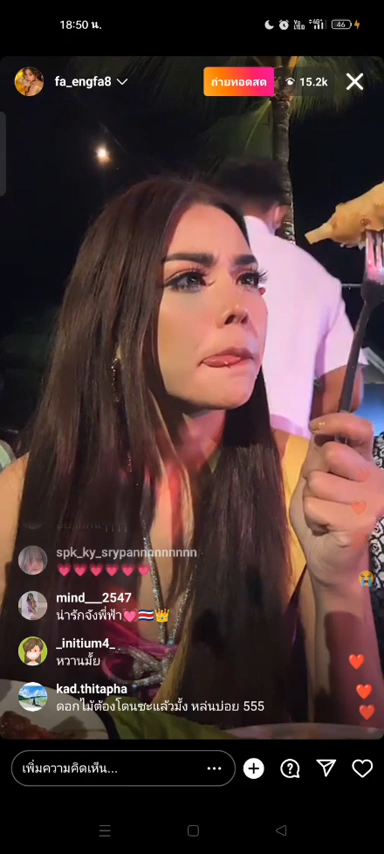 18:50 น.
46
fa_engfa8
ถ่ายทอดสด
15.2k
spk_ky_srypannnnnnnnn
mind___2547
น่ารักจังพี่ฟ้า
_initium4_
หวานมั้ย
kad.thitapha
ดอกไม้ต้องโดนซะแล้วมั้ง หล่นบ่อย 555
เพิ่มความคิดเห็น...